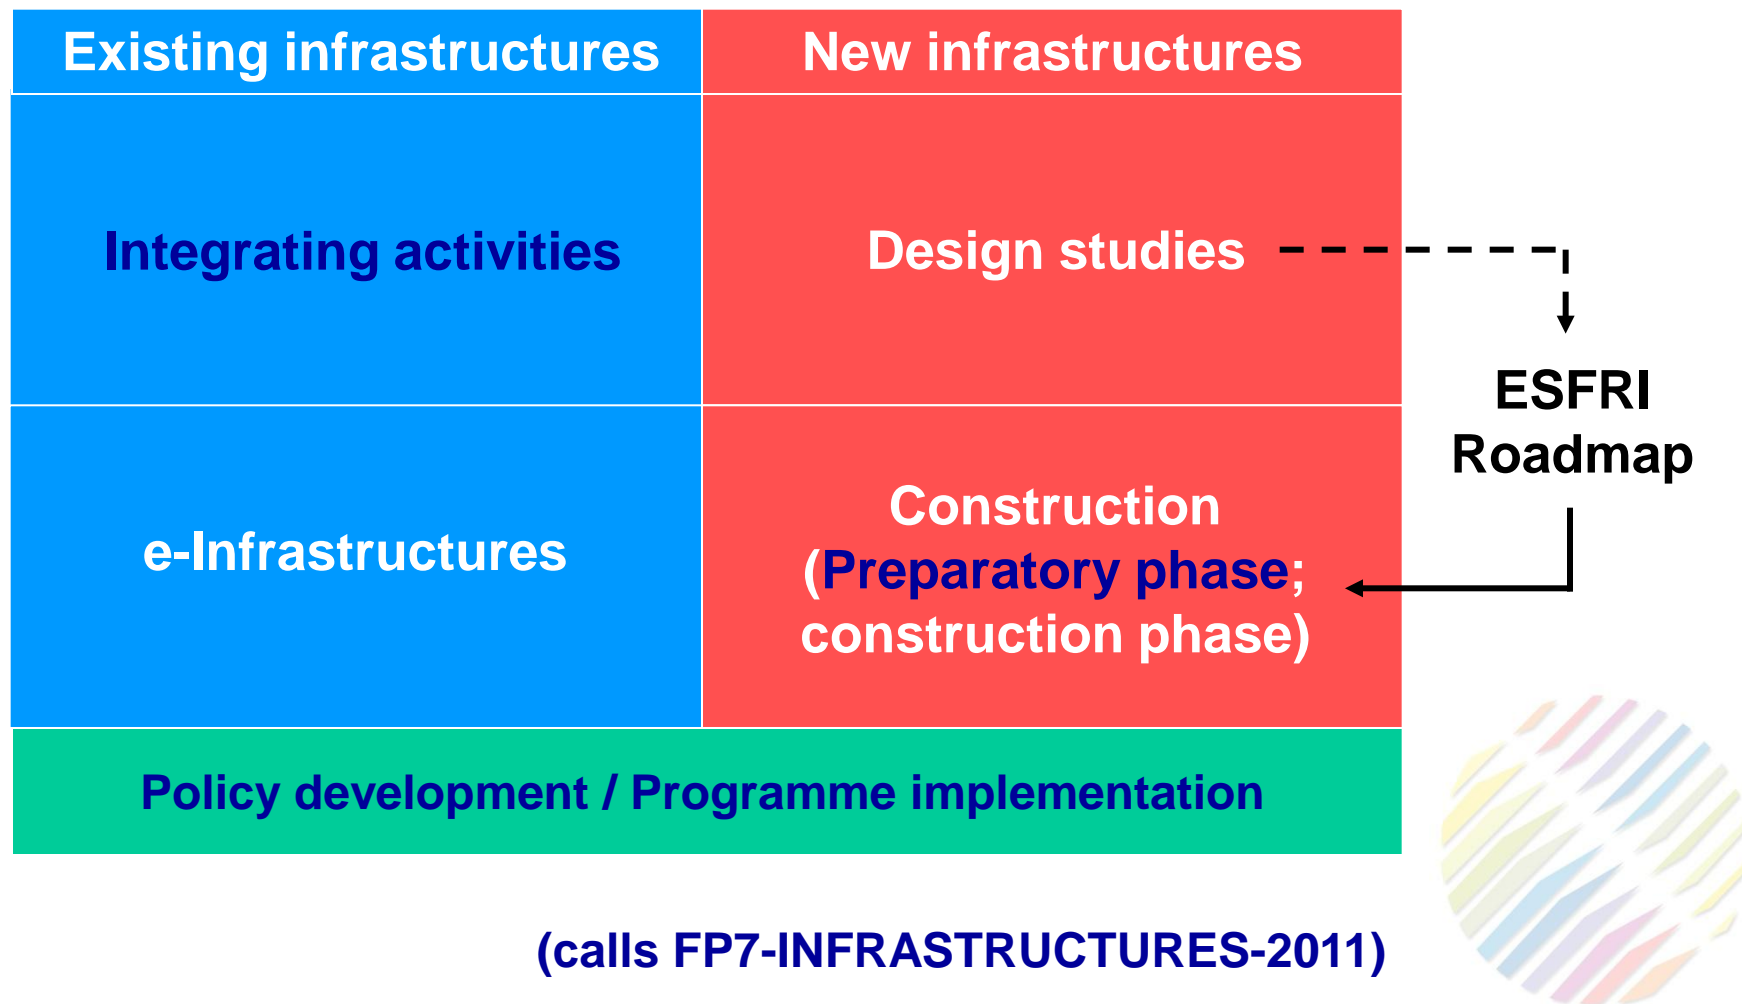 Existing infrastructures
New infrastructures
Integrating activities
Design studies
ESFRI
Roadmap
e-Infrastructures
Construction
(Preparatory phase;
construction phase)
Policy development / Programme implementation
(calls FP7-INFRASTRUCTURES-2011)